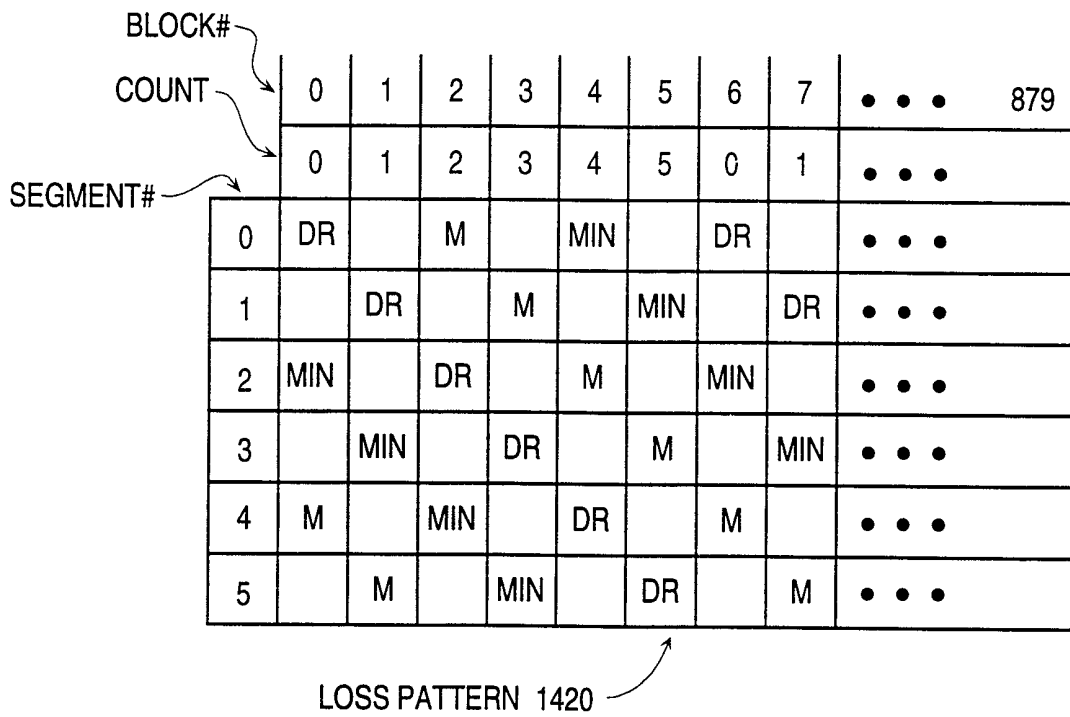 BLOCK#
COUNT
SEGMENT#
0 1 2 3 4 5 6 7 • • • 879
0 1 2 3 4 5 0 1 • • •
0 DR M MIN DR • • •
1 DR M MIN DR • • •
2 MIN DR M MIN • • •
3 MIN DR M MIN • • •
4 M MIN DR M • • •
5 M MIN DR M • • •
LOSS PATTERN 1420